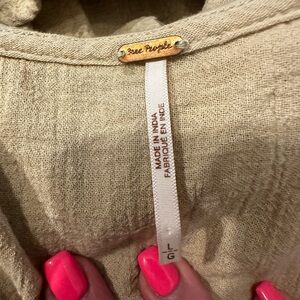 Free People
MADE IN INDIA
FABRIQUÉ EN INDE
L
G